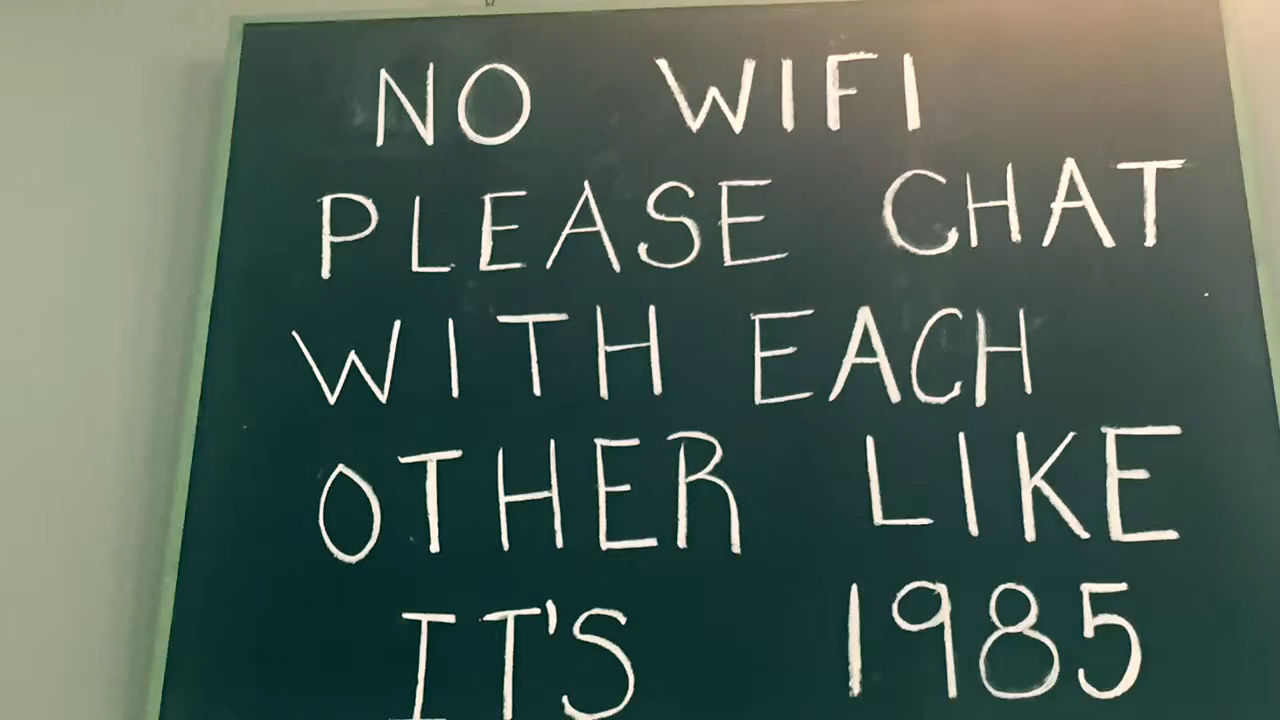 NO WIFI
PLEASE CHAT
WITH EACH
OTHER LIKE
IT'S 1985